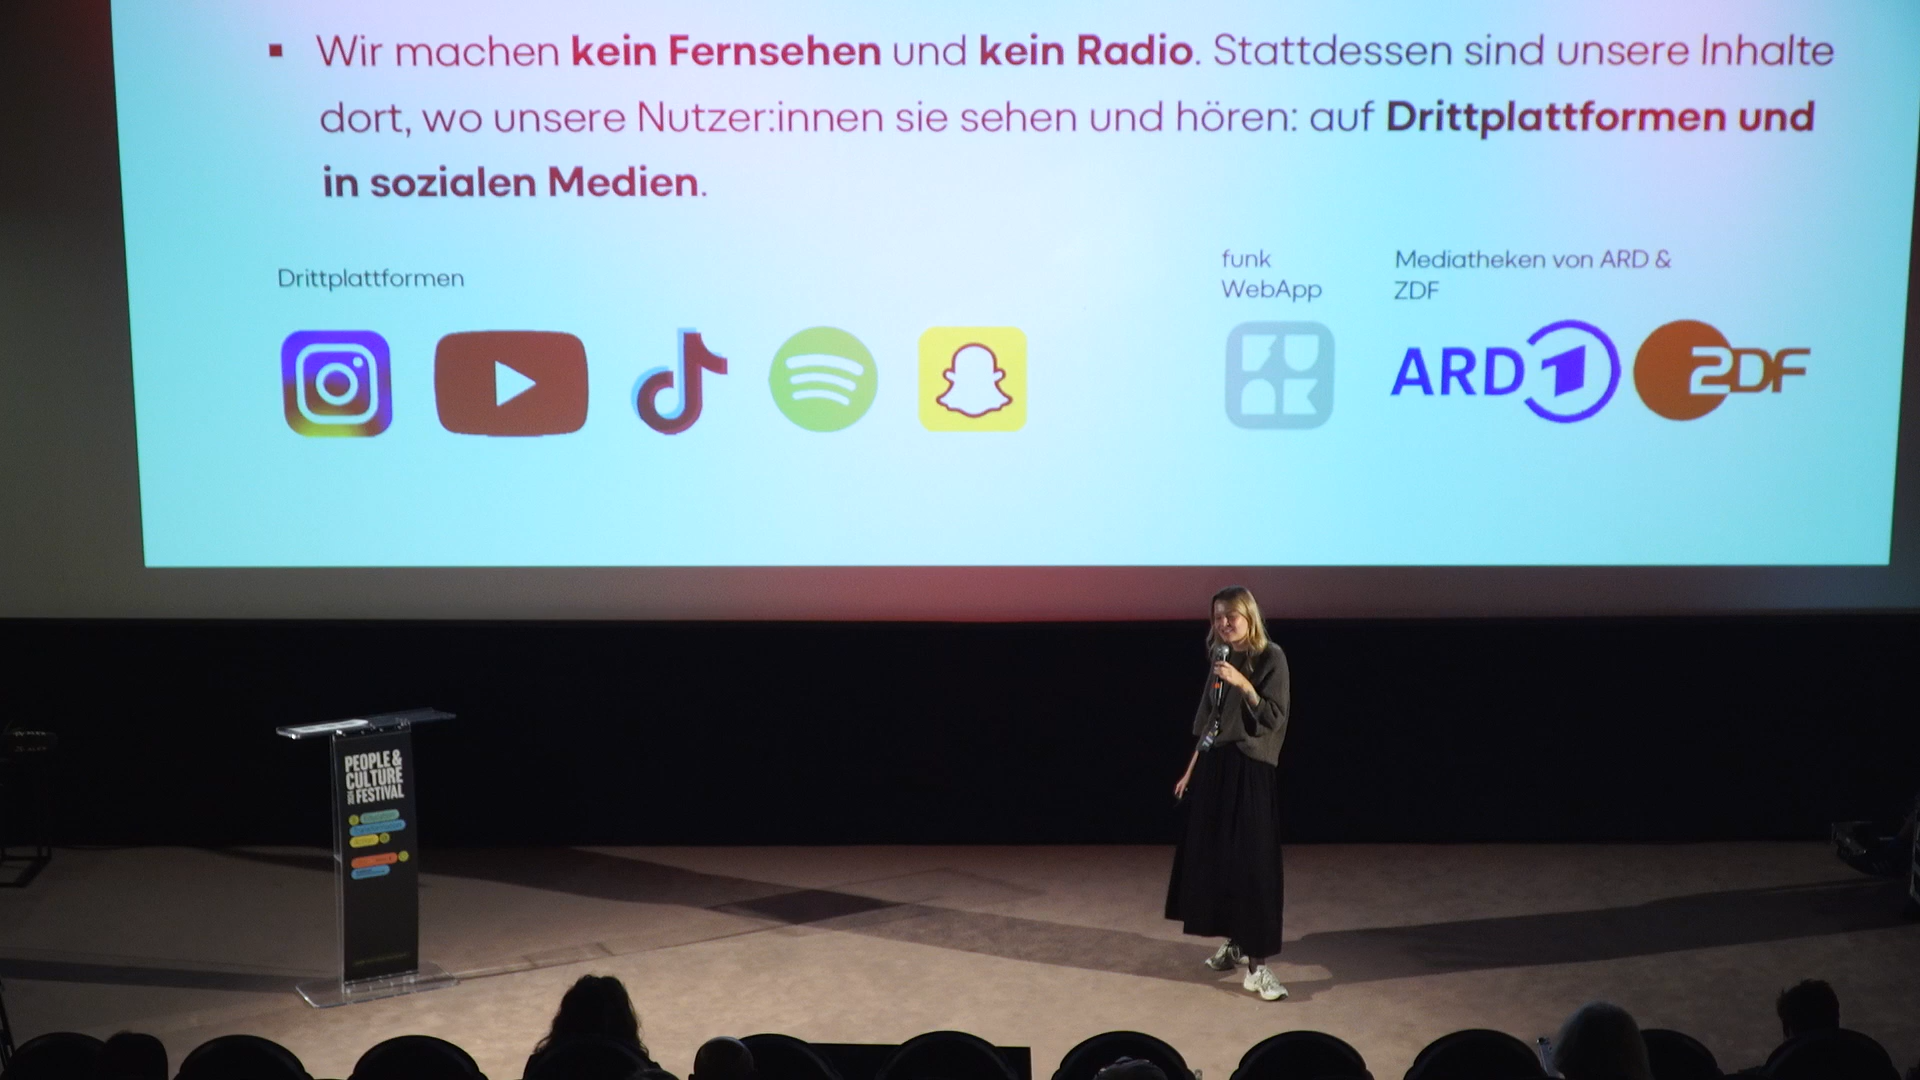 ▪ Wir machen kein Fernsehen und kein Radio. Stattdessen sind unsere Inhalte
dort, wo unsere Nutzer:innen sie sehen und hören: auf Drittplattformen und
in sozialen Medien.
Drittplattformen
funk
WebApp
Mediatheken von ARD &
ZDF
ARD 1
ZDF
PEOPLE &
CULTURE
FESTIVAL